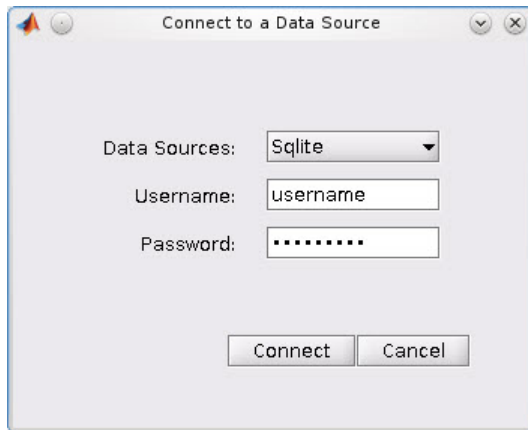 Connect to a Data Source
Data Sources: Sqlite
Username: username
Password: •••••••••
Connect Cancel